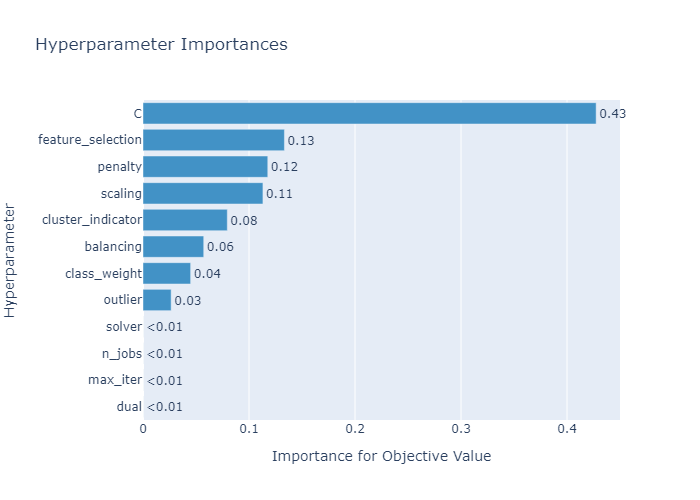 Hyperparameter Importances
Hyperparameter
C 0.43
feature_selection 0.13
penalty 0.12
scaling 0.11
cluster_indicator 0.08
balancing 0.06
class_weight 0.04
outlier 0.03
solver <0.01
n_jobs <0.01
max_iter <0.01
dual <0.01
0 0.1 0.2 0.3 0.4
Importance for Objective Value